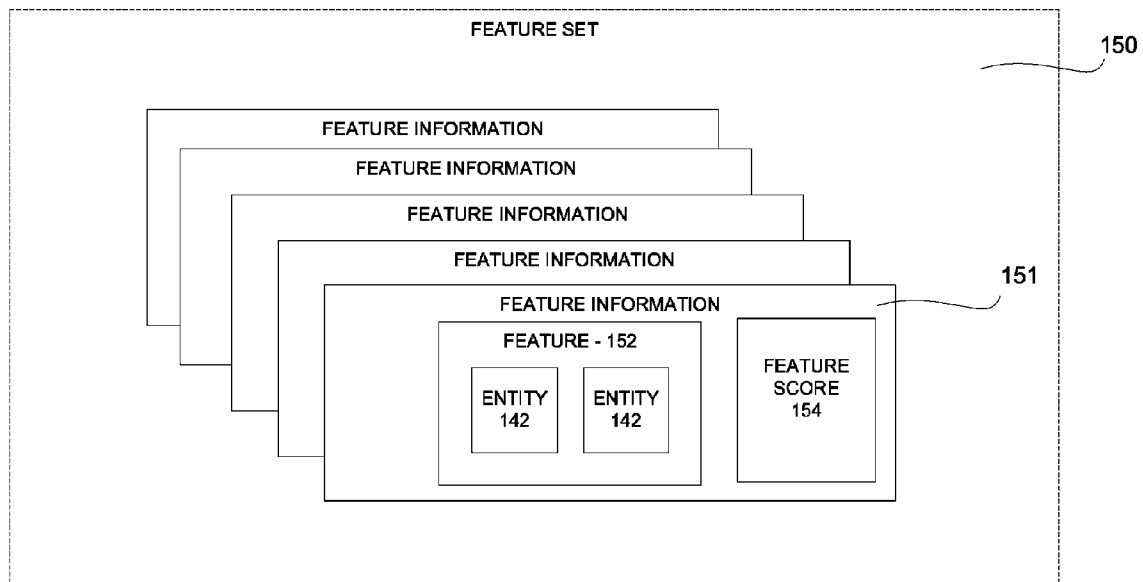 FEATURE SET
150
FEATURE INFORMATION
FEATURE INFORMATION
FEATURE INFORMATION
FEATURE INFORMATION
151
FEATURE INFORMATION
FEATURE - 152
ENTITY
142
ENTITY
142
FEATURE
SCORE
154